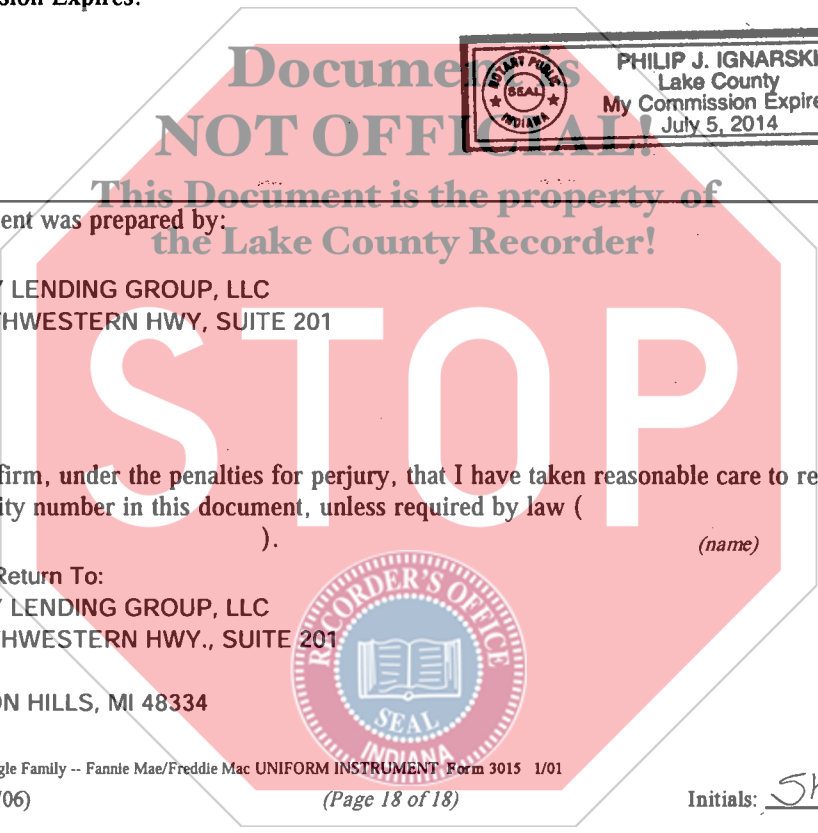 sion Expires:
Document is
NOT OFFICIAL!
This Document is the property of
the Lake County Recorder!
PHILIP J. IGNARSKI
Lake County
My Commission Expire
July 5, 2014
NOTARY PUBLIC
SEAL
INDIANA
ent was prepared by:
LENDING GROUP, LLC
HWESTERN HWY, SUITE 201
STOP
firm, under the penalties for perjury, that I have taken reasonable care to re
ity number in this document, unless required by law (
).
(name)
Return To:
LENDING GROUP, LLC
HWESTERN HWY., SUITE 201
ON HILLS, MI 48334
RECORDER'S OFFICE
SEAL
INDIANA
gle Family -- Fannie Mae/Freddie Mac UNIFORM INSTRUMENT Form 3015 1/01
/06)
(Page 18 of 18)
Initials: